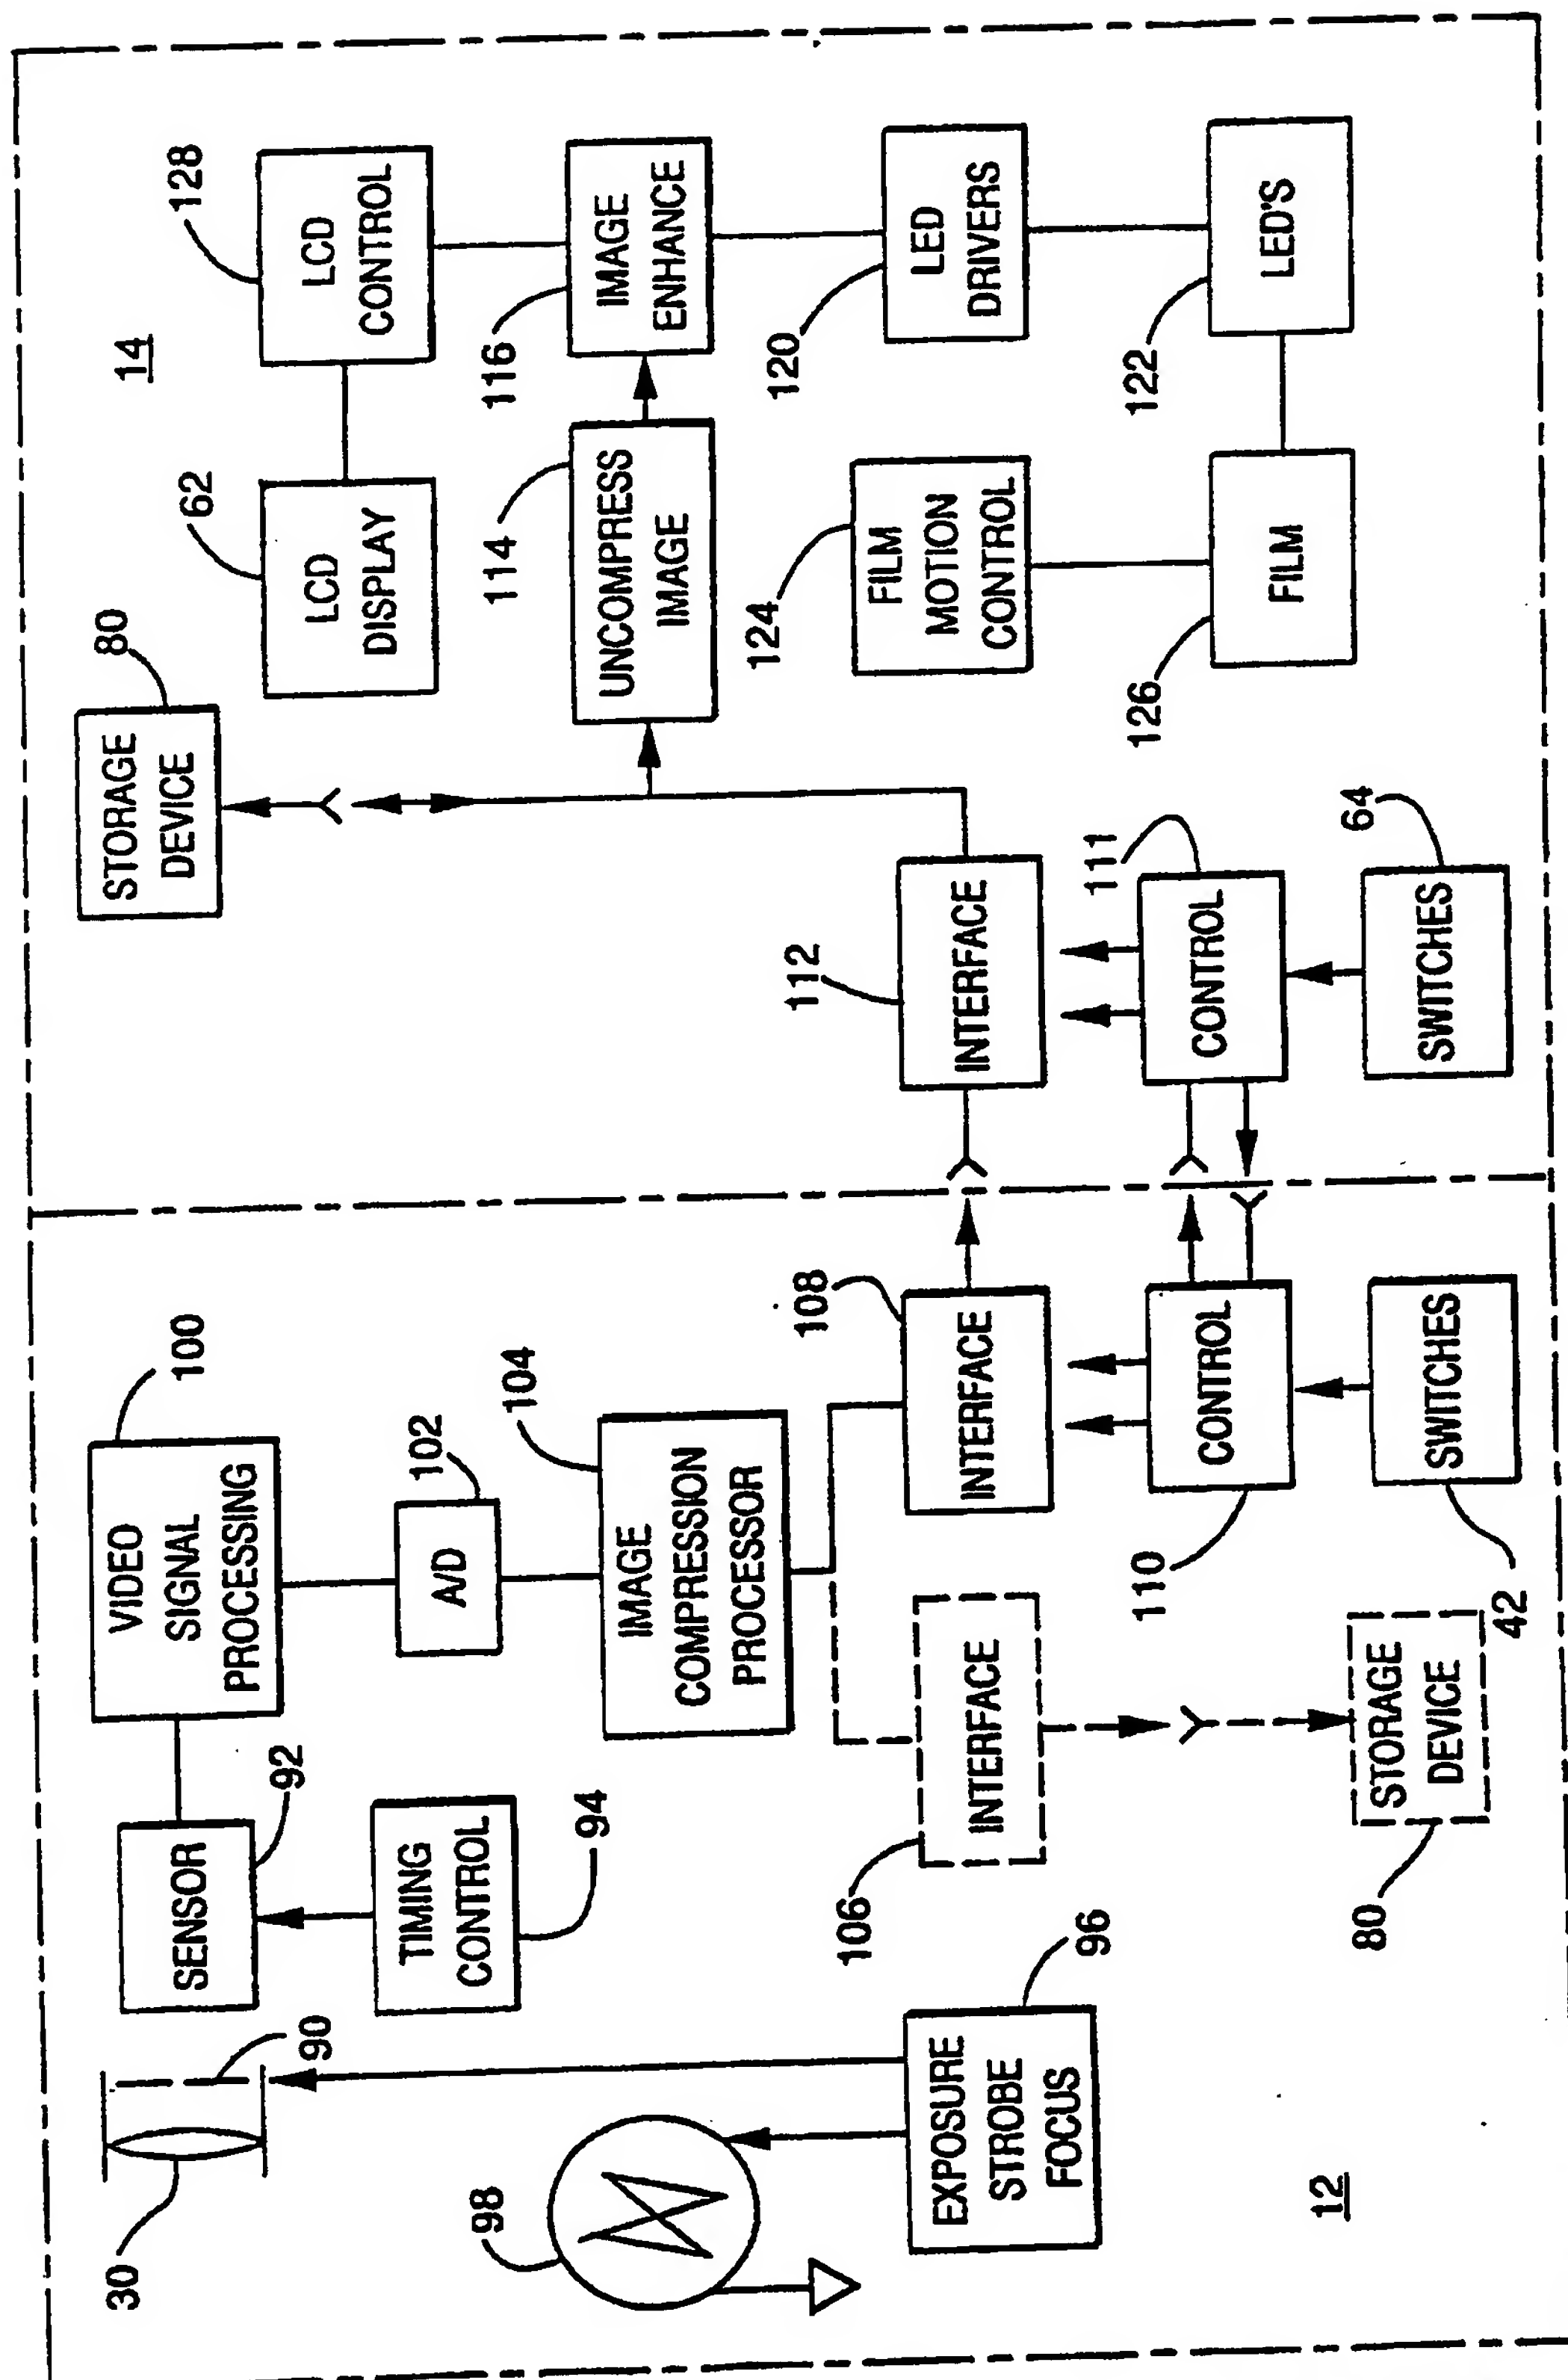 30
90
SENSOR
92
TIMING
CONTROL
94
98
EXPOSURE
STROBE
FOCUS
96
12
VIDEO
SIGNAL
PROCESSING
100
A/D
102
IMAGE
COMPRESSION
PROCESSOR
104
INTERFACE
106
STORAGE
DEVICE
80
INTERFACE
108
CONTROL
110
SWITCHES
42
14
STORAGE
DEVICE
80
INTERFACE
112
CONTROL
111
SWITCHES
64
LCD
DISPLAY
62
LCD
CONTROL
128
UNCOMPRESS
IMAGE
114
IMAGE
ENHANCE
116
FILM
MOTION
CONTROL
124
LED
DRIVERS
120
FILM
126
LED'S
122